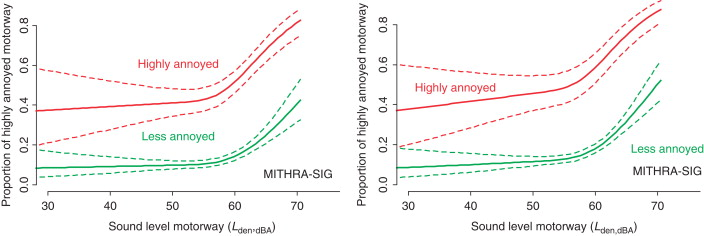 Proportion of highly annoyed motorway
0.8
0.6
0.4
0.2
0.0
Highly annoyed
Less annoyed
MITHRA-SIG
30 40 50 60 70
Sound level motorway (Lden,dBA)
Proportion of highly annoyed motorway
0.8
0.6
0.4
0.2
0.0
Highly annoyed
Less annoyed
MITHRA-SIG
30 40 50 60 70
Sound level motorway (Lden,dBA)